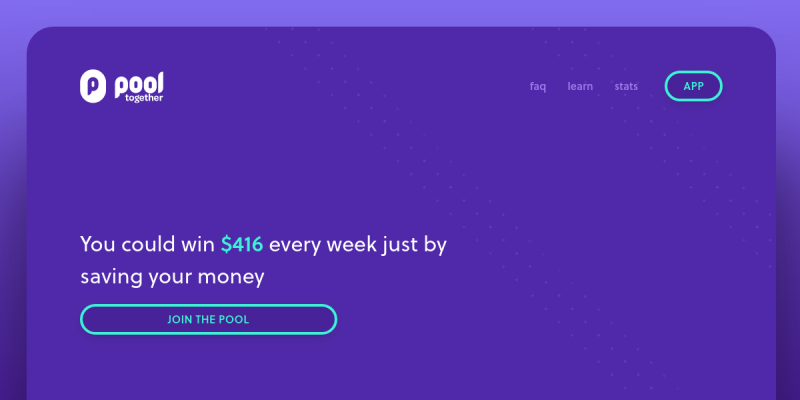 pool
together
faq learn stats APP
You could win $416 every week just by
saving your money
JOIN THE POOL